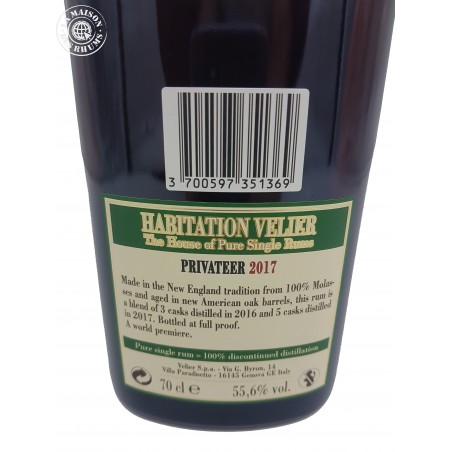 LA MAISON
DU RHUM.FR
3 700597 351369
HABITATION VELIER
The House of Pure Single Rums
PRIVATEER 2017
Made in the New England tradition from 100% Molas-
ses and aged in new American oak barrels, this rum is
a blend of 3 casks distilled in 2016 and 5 casks distilled
in 2017. Bottled at full proof.
A world premiere.
Pure single rum = 100% discontinued distillation
Velier S.p.a. - Via G. Byron, 14
Villa Paradisetto - 16145 Genova GE Italy
70 cl e 55,6% vol.